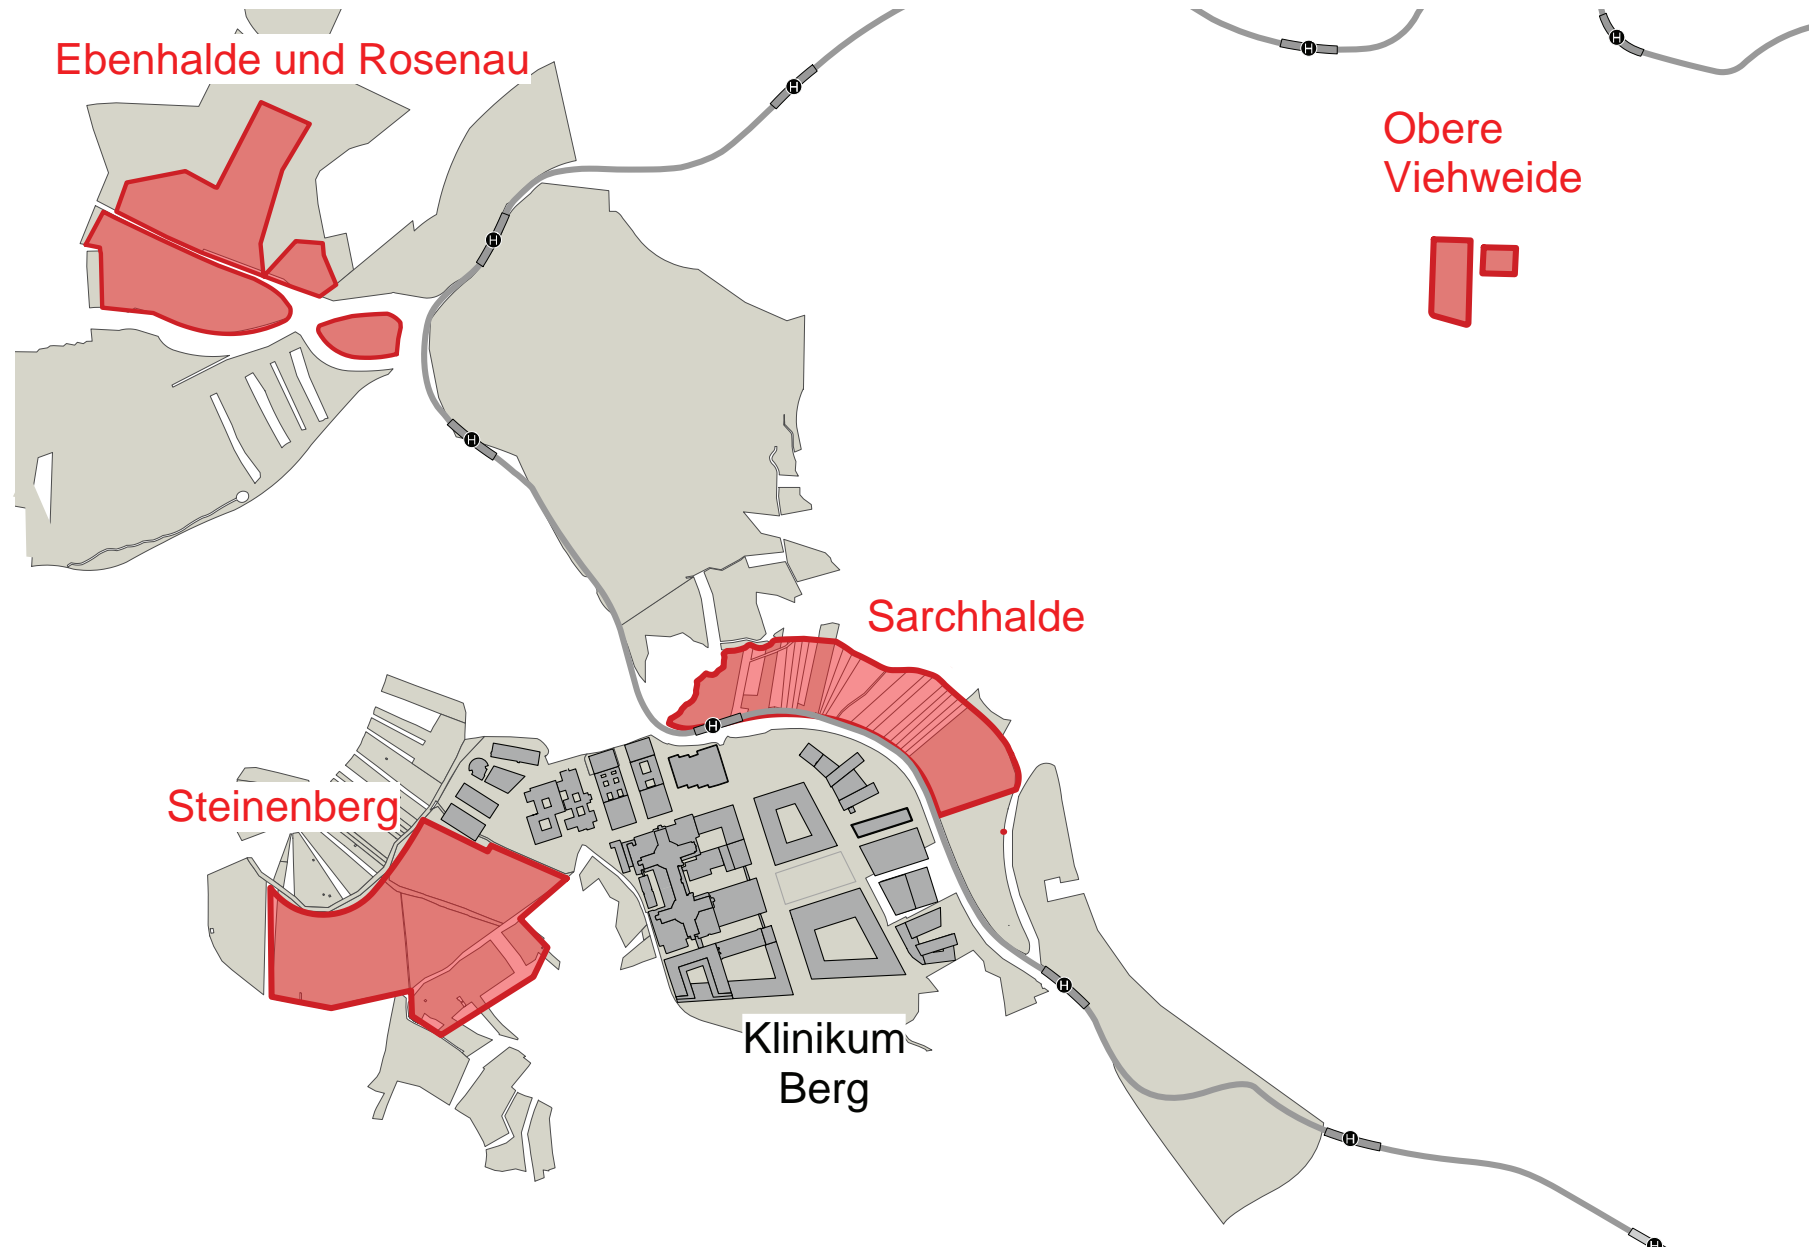 Ebenhalde und Rosenau
Obere
Viehweide
Sarchhalde
Steinenberg
Klinikum
Berg
H
H
H
H
H
H
H
H
H